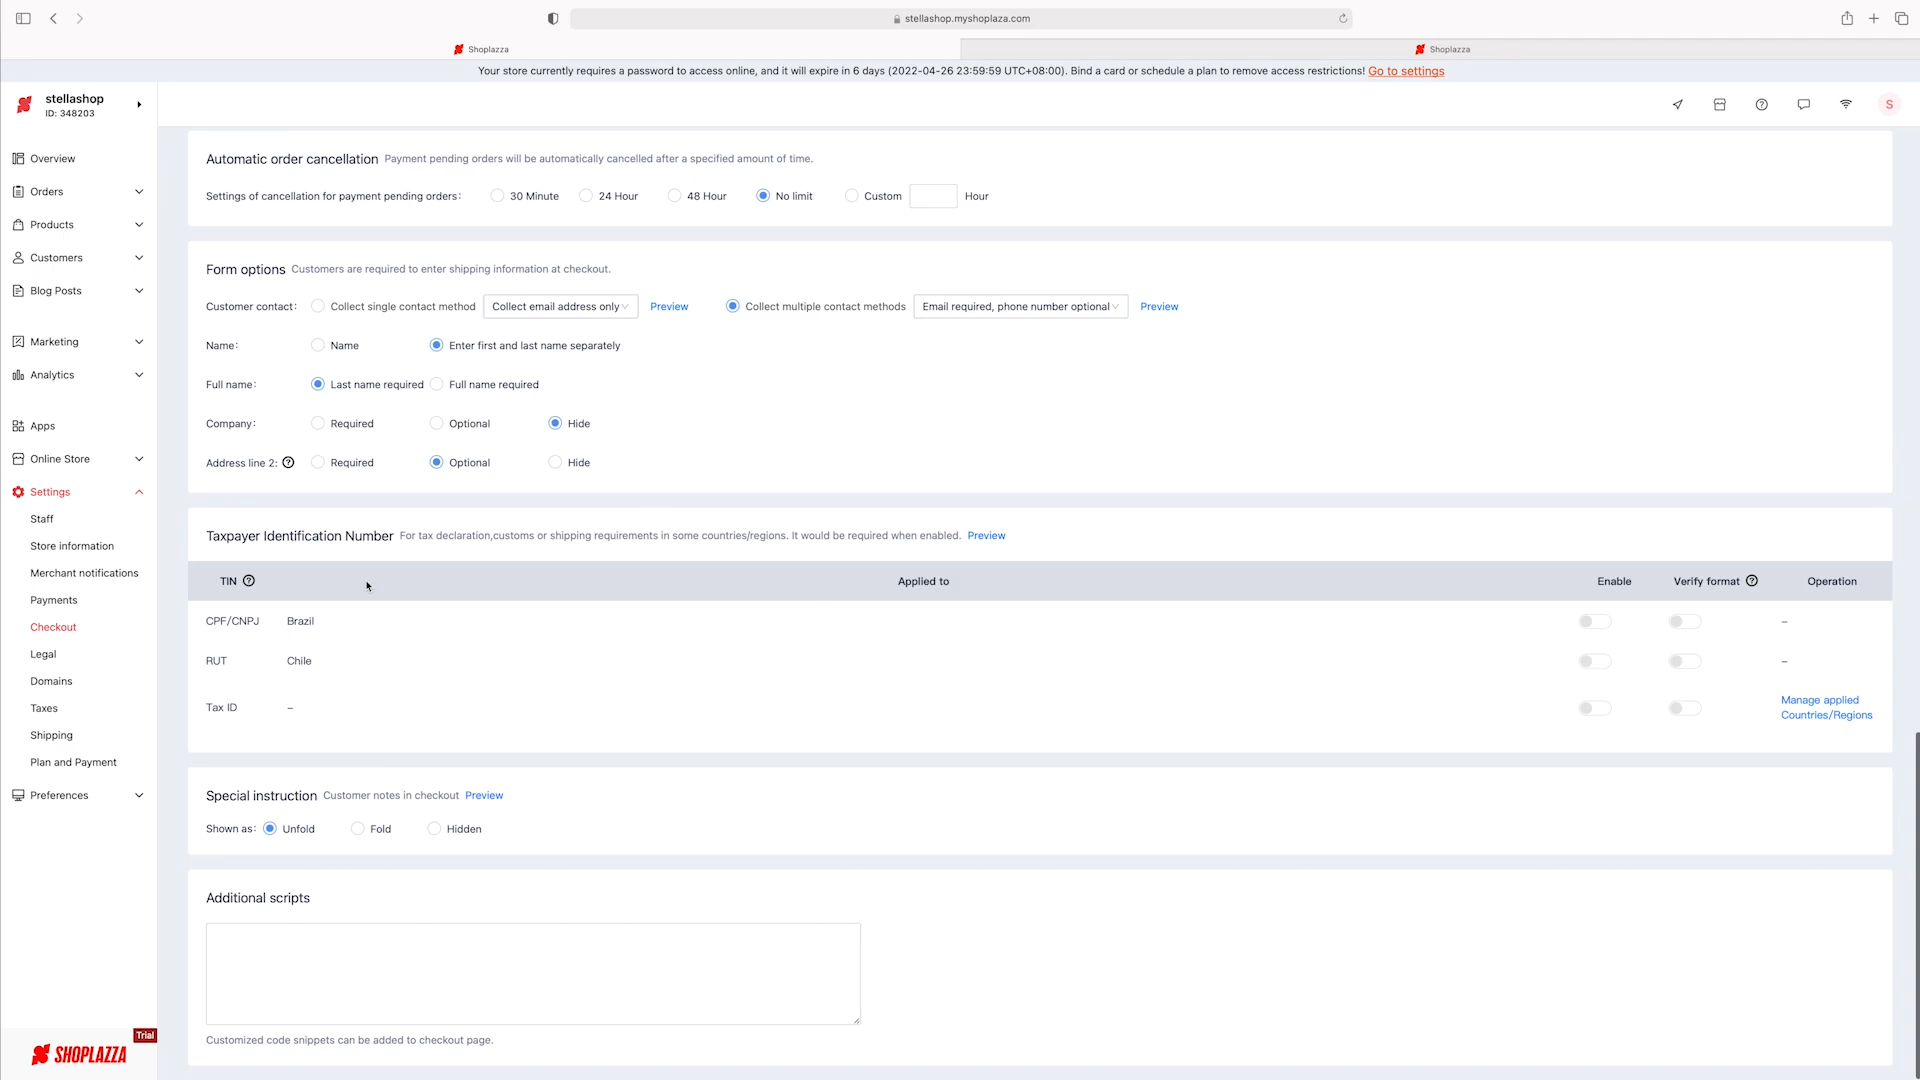 stellashop.myshoplaza.com
Shoplazza
Shoplazza
Your store currently requires a password to access online, and it will expire in 6 days (2022-04-26 23:59:59 UTC+08:00). Bind a card or schedule a plan to remove access restrictions! Go to settings
stellashop
ID: 348203
S
Overview
Orders
Products
Customers
Blog Posts
Marketing
Analytics
Apps
Online Store
Settings
Staff
Store information
Merchant notifications
Payments
Checkout
Legal
Domains
Taxes
Shipping
Plan and Payment
Preferences
Trial
SHOPLAZZA
Automatic order cancellation Payment pending orders will be automatically cancelled after a specified amount of time.
Settings of cancellation for payment pending orders: 30 Minute 24 Hour 48 Hour No limit Custom Hour
Form options Customers are required to enter shipping information at checkout.
Customer contact: Collect single contact method Collect email address only Preview Collect multiple contact methods Email required, phone number optional Preview
Name: Name Enter first and last name separately
Full name: Last name required Full name required
Company: Required Optional Hide
Address line 2: ? Required Optional Hide
Taxpayer Identification Number For tax declaration,customs or shipping requirements in some countries/regions. It would be required when enabled. Preview
TIN ? Applied to Enable Verify format ? Operation
CPF/CNPJ Brazil –
RUT Chile –
Tax ID – Manage applied
Countries/Regions
Special instruction Customer notes in checkout Preview
Shown as: Unfold Fold Hidden
Additional scripts
Customized code snippets can be added to checkout page.